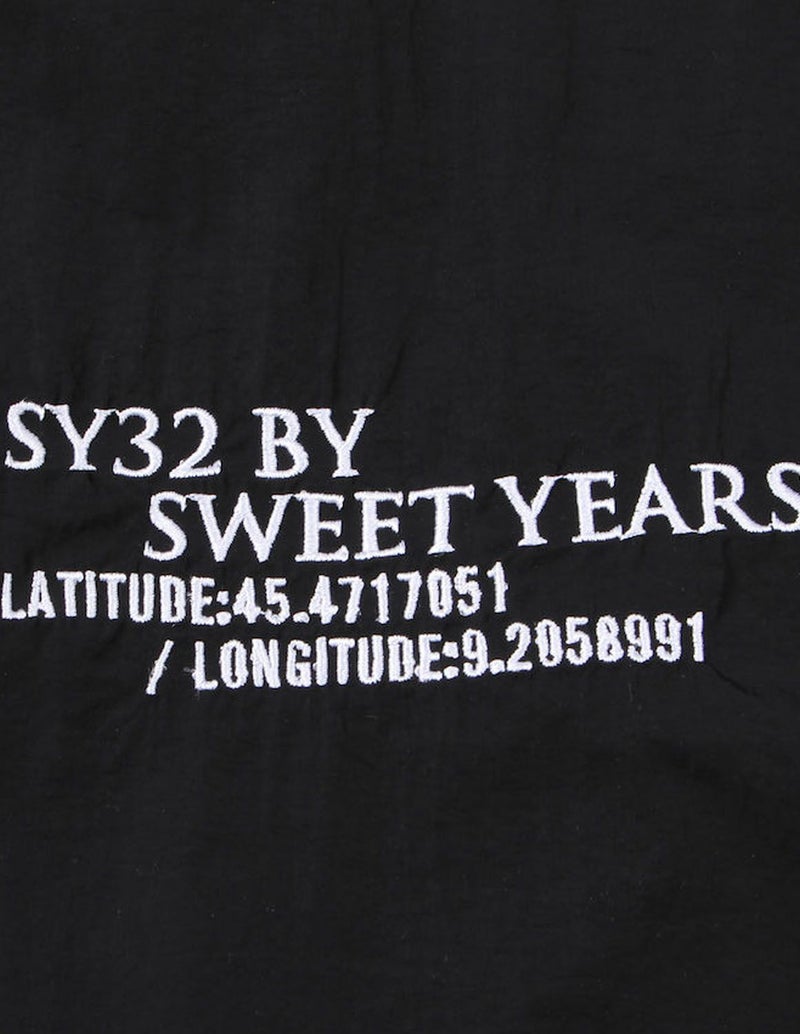 SY32 BY
SWEET YEARS
LATITUDE:45.4717051
/ LONGITUDE:9.2058991